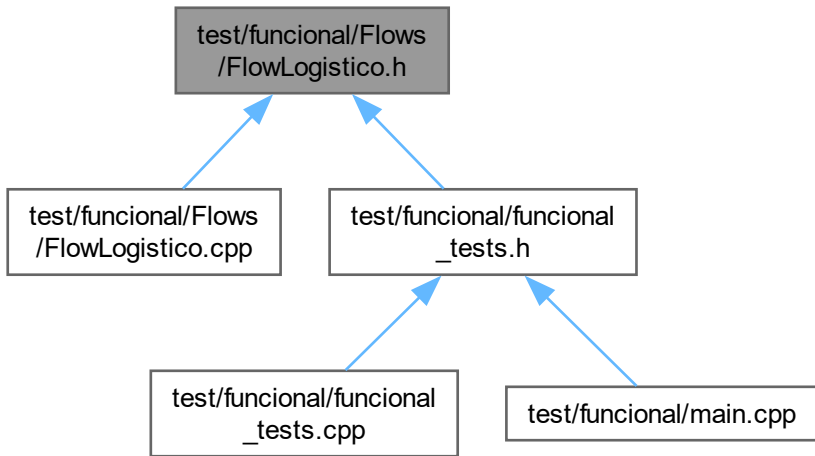 test/funcional/Flows
/FlowLogistico.h
test/funcional/Flows
/FlowLogistico.cpp
test/funcional/funcional
_tests.h
test/funcional/funcional
_tests.cpp
test/funcional/main.cpp